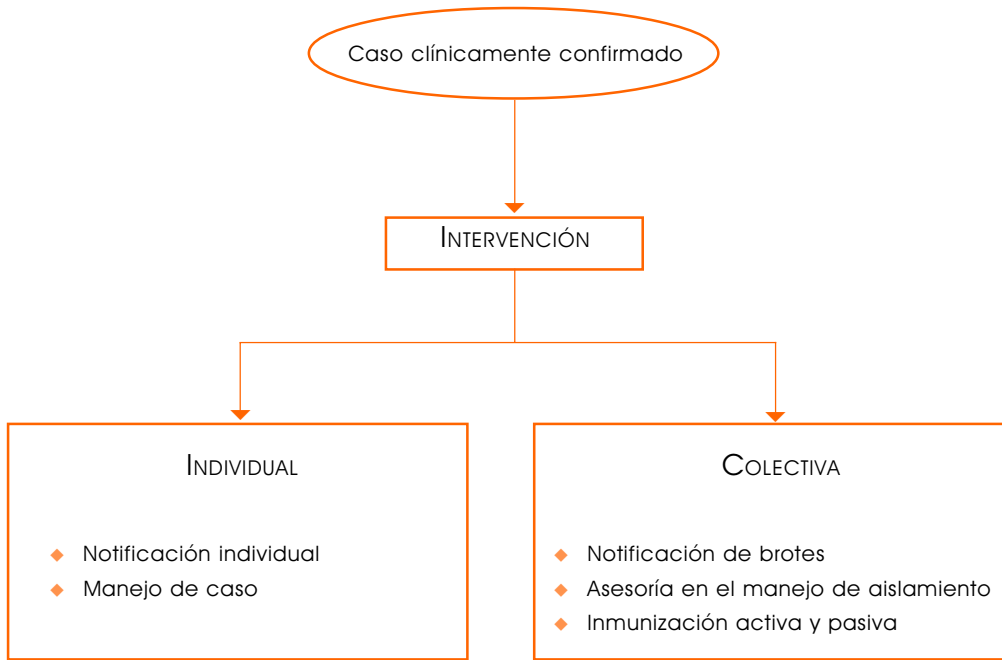 Caso clínicamente confirmado
INTERVENCIÓN
INDIVIDUAL
◆ Notificación individual
◆ Manejo de caso
COLECTIVA
◆ Notificación de brotes
◆ Asesoría en el manejo de aislamiento
◆ Inmunización activa y pasiva